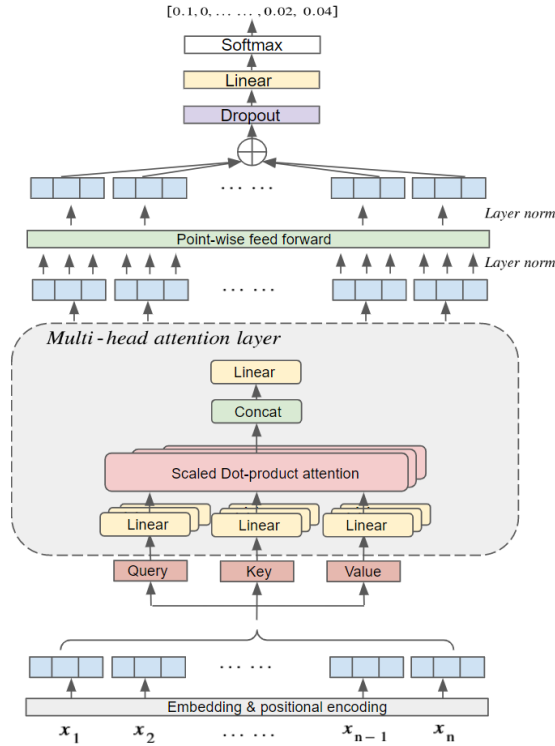 [0.1, 0, ... ... , 0.02, 0.04]
Softmax
Linear
Dropout
... ...
Layer norm
Point-wise feed forward
Layer norm
... ...
Multi-head attention layer
Linear
Concat
Scaled Dot-product attention
Linear Linear Linear
Query Key Value
... ...
Embedding & positional encoding
x1 x2 ... ... xn−1 xn